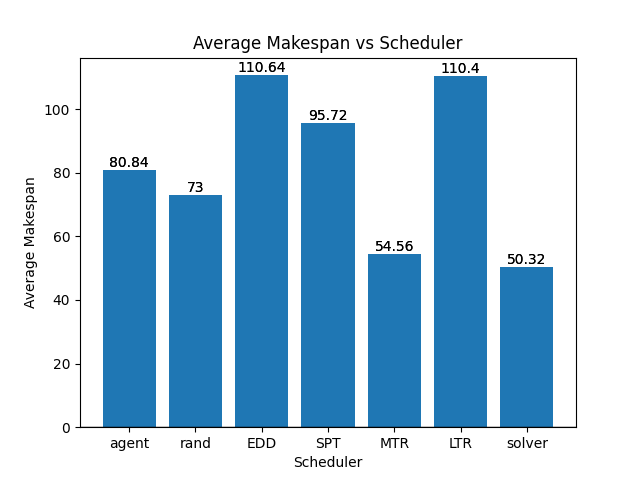 Average Makespan vs Scheduler
Average Makespan
100
80
60
40
20
0
80.84
73
110.64
95.72
54.56
110.4
50.32
agent
rand
EDD
SPT
MTR
LTR
solver
Scheduler